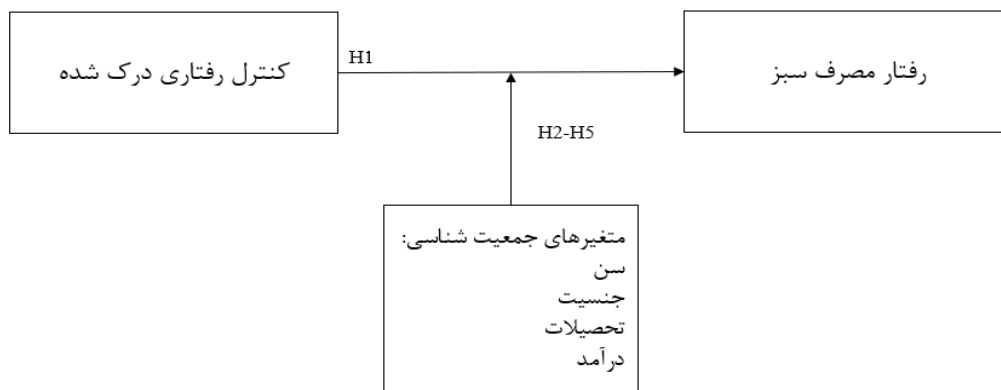 کنترل رفتاری درک شده
H1
رفتار مصرف سبز
H2-H5
متغیرهای جمعیت شناسی:
سن
جنسیت
تحصیلات
درآمد